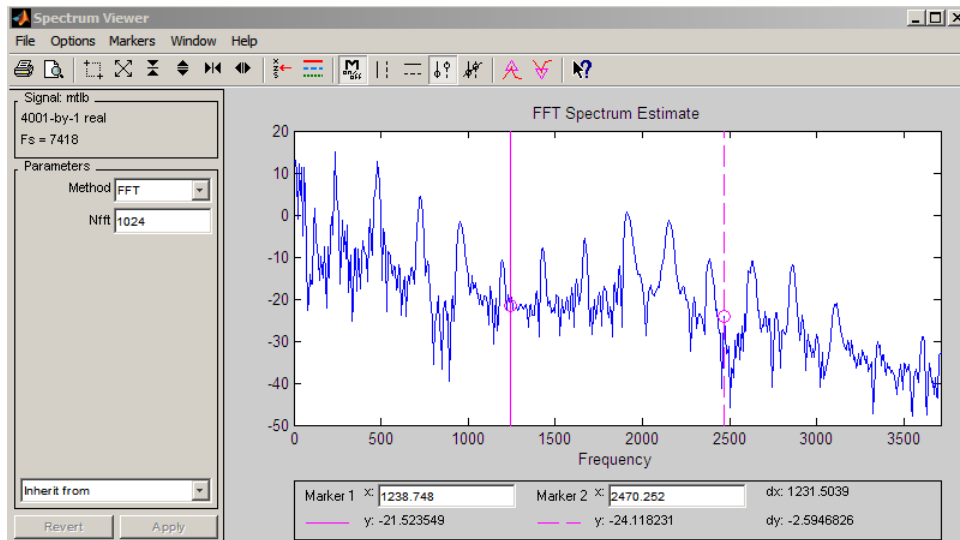 Spectrum Viewer
File Options Markers Window Help
M
on/off
Signal: mtlb
4001-by-1 real
Fs = 7418
Parameters
Method FFT
Nfft 1024
Inherit from
Revert Apply
FFT Spectrum Estimate
20
10
0
-10
-20
-30
-40
-50
0 500 1000 1500 2000 2500 3000 3500
Frequency
Marker 1 x: 1238.748 Marker 2 x: 2470.252 dx: 1231.5039
y: -21.523549 y: -24.118231 dy: -2.5946826